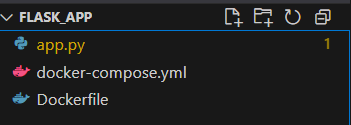 FLASK_APP
app.py 1
docker-compose.yml
Dockerfile